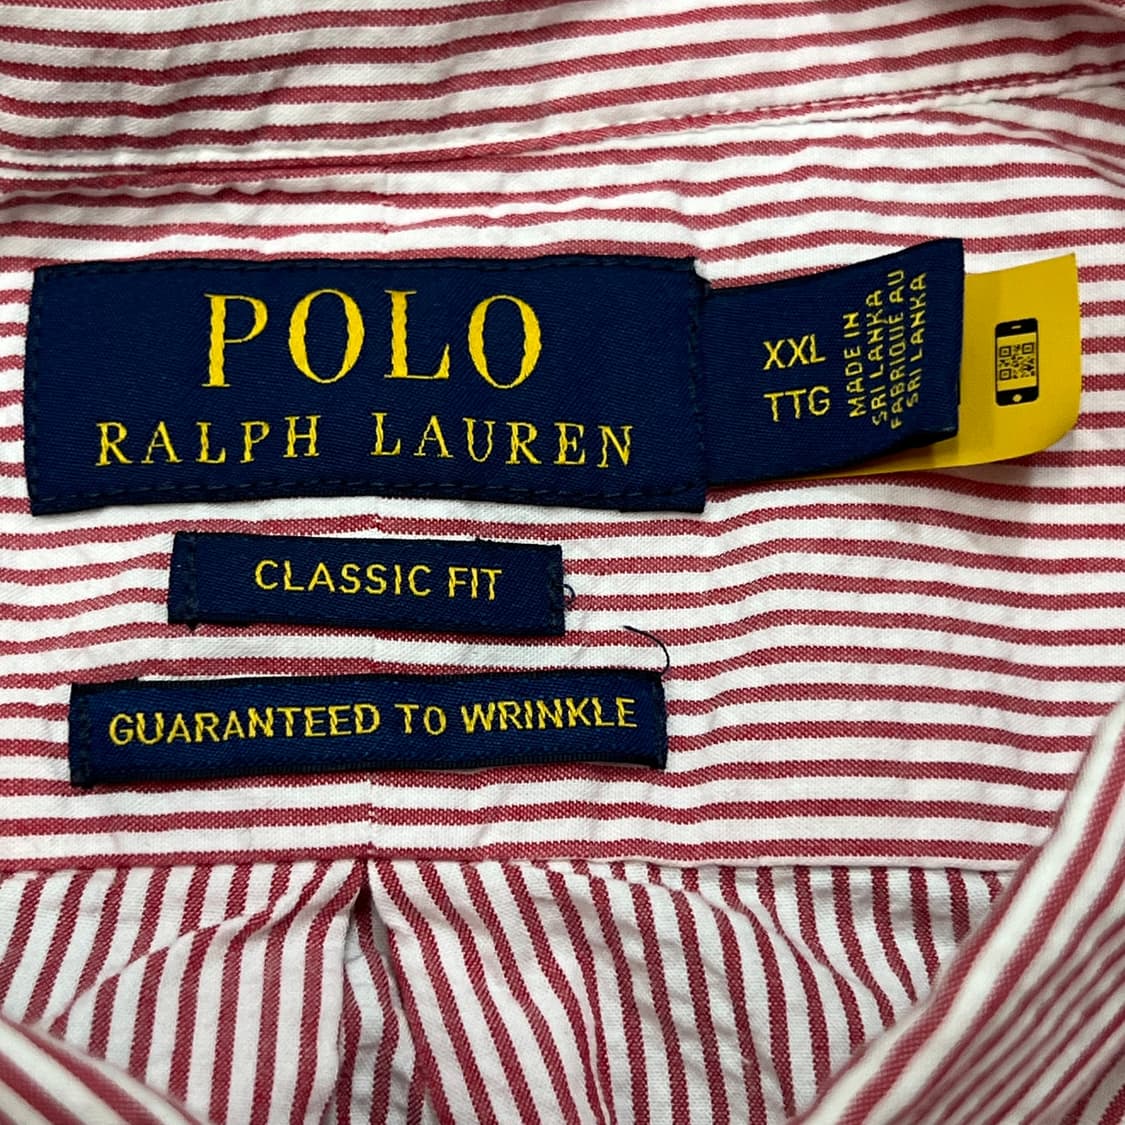 POLO
RALPH LAUREN
XXL
TTG
MADE IN
SRI LANKA
FABRIQUE AU
SRI LANKA
CLASSIC FIT
GUARANTEED TO WRINKLE